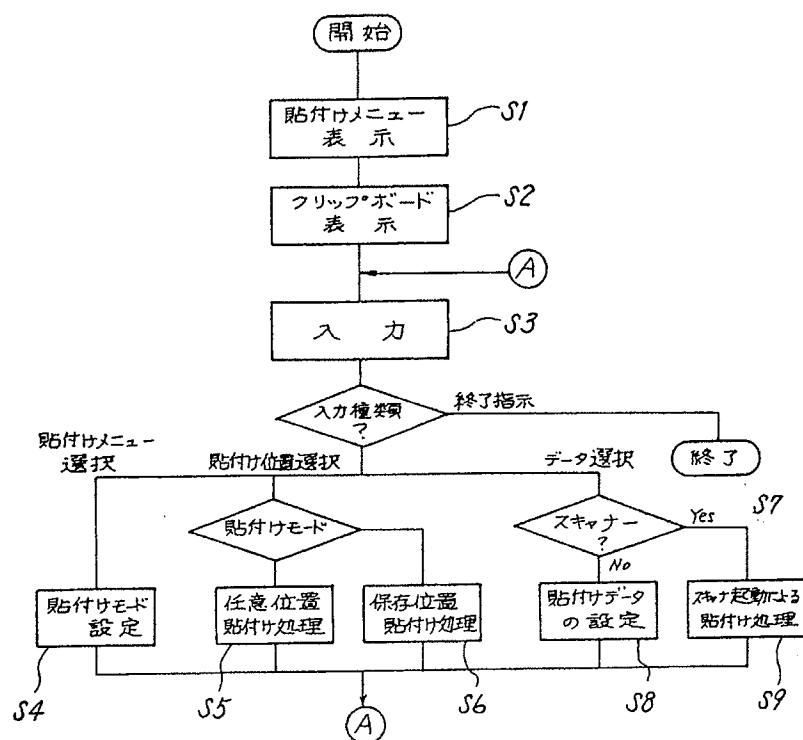 開始
貼付けメニュー
表示
S1
クリップボード
表示
S2
A
入力
S3
入力種類
?
終了指示
終了
貼付けメニュー
選択
貼付け位置選択
データ選択
貼付けモード
スキャナー
?
Yes
S7
No
貼付けモード
設定
任意位置
貼付け処理
保存位置
貼付け処理
貼付けデータ
の設定
スキャナ起動による
貼付け処理
S4
S5
S6
S8
S9
A